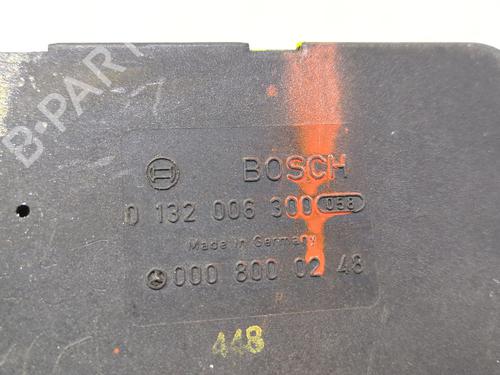 B-PARTS
BOSCH
0 132 006 300 058
Made in Germany
000 800 02 48
448